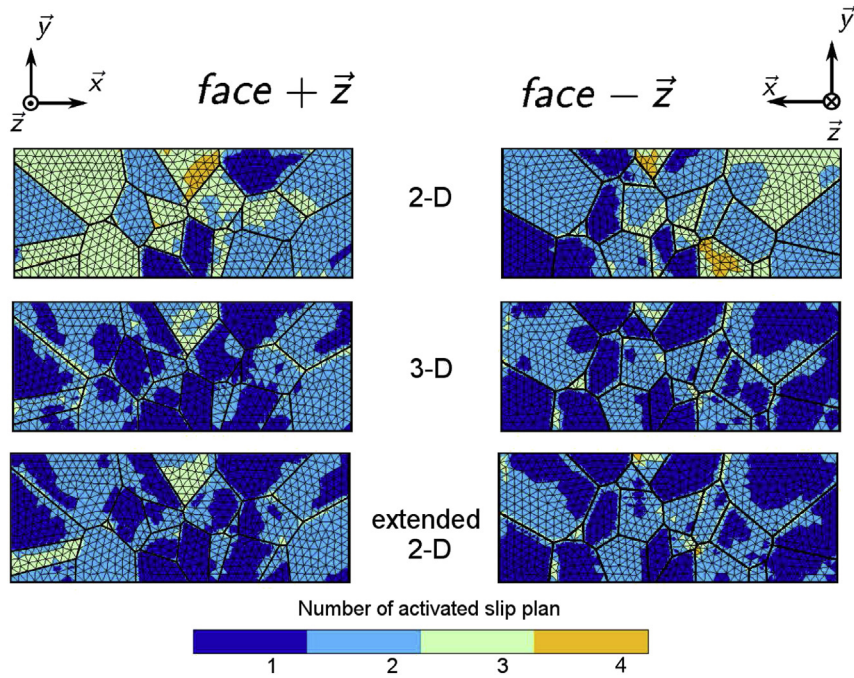 y⃗ y⃗
face + z⃗ face − z⃗
x⃗ x⃗
z⃗ z⃗
2-D
3-D
extended
2-D
Number of activated slip plan
1 2 3 4